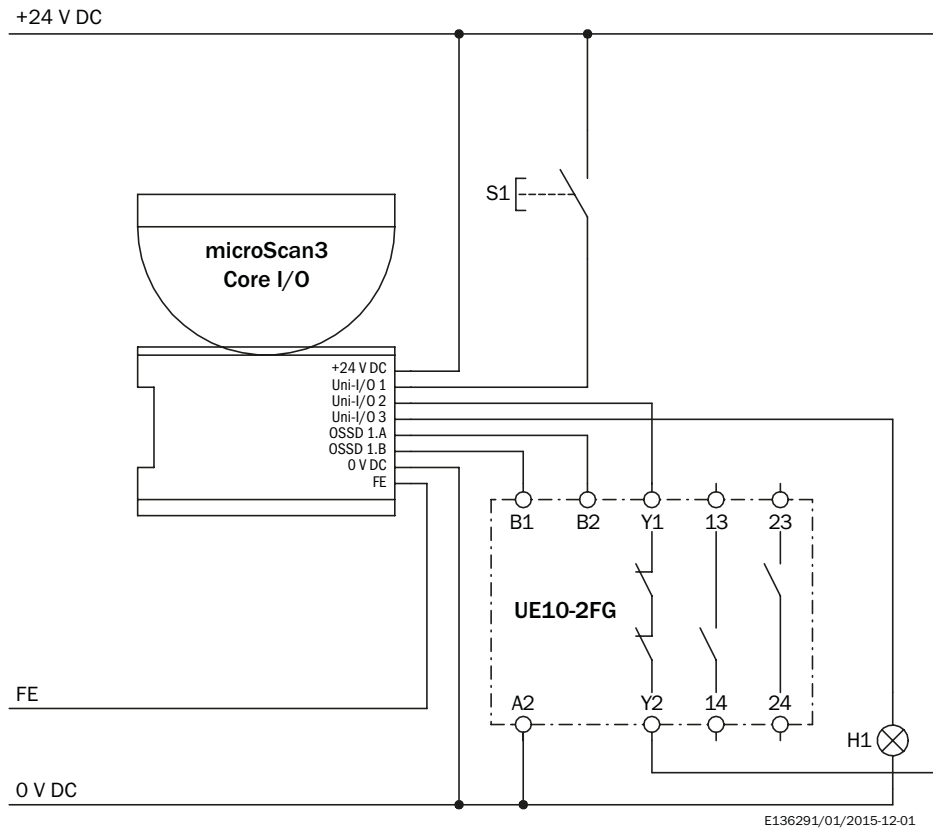 +24 V DC
S1
microScan3
Core I/O
+24 V DC
Uni-I/O 1
Uni-I/O 2
Uni-I/O 3
OSSD 1.A
OSSD 1.B
0 V DC
FE
B1 B2 Y1 13 23
UE10-2FG
FE
A2 Y2 14 24
H1
0 V DC
E136291/01/2015-12-01